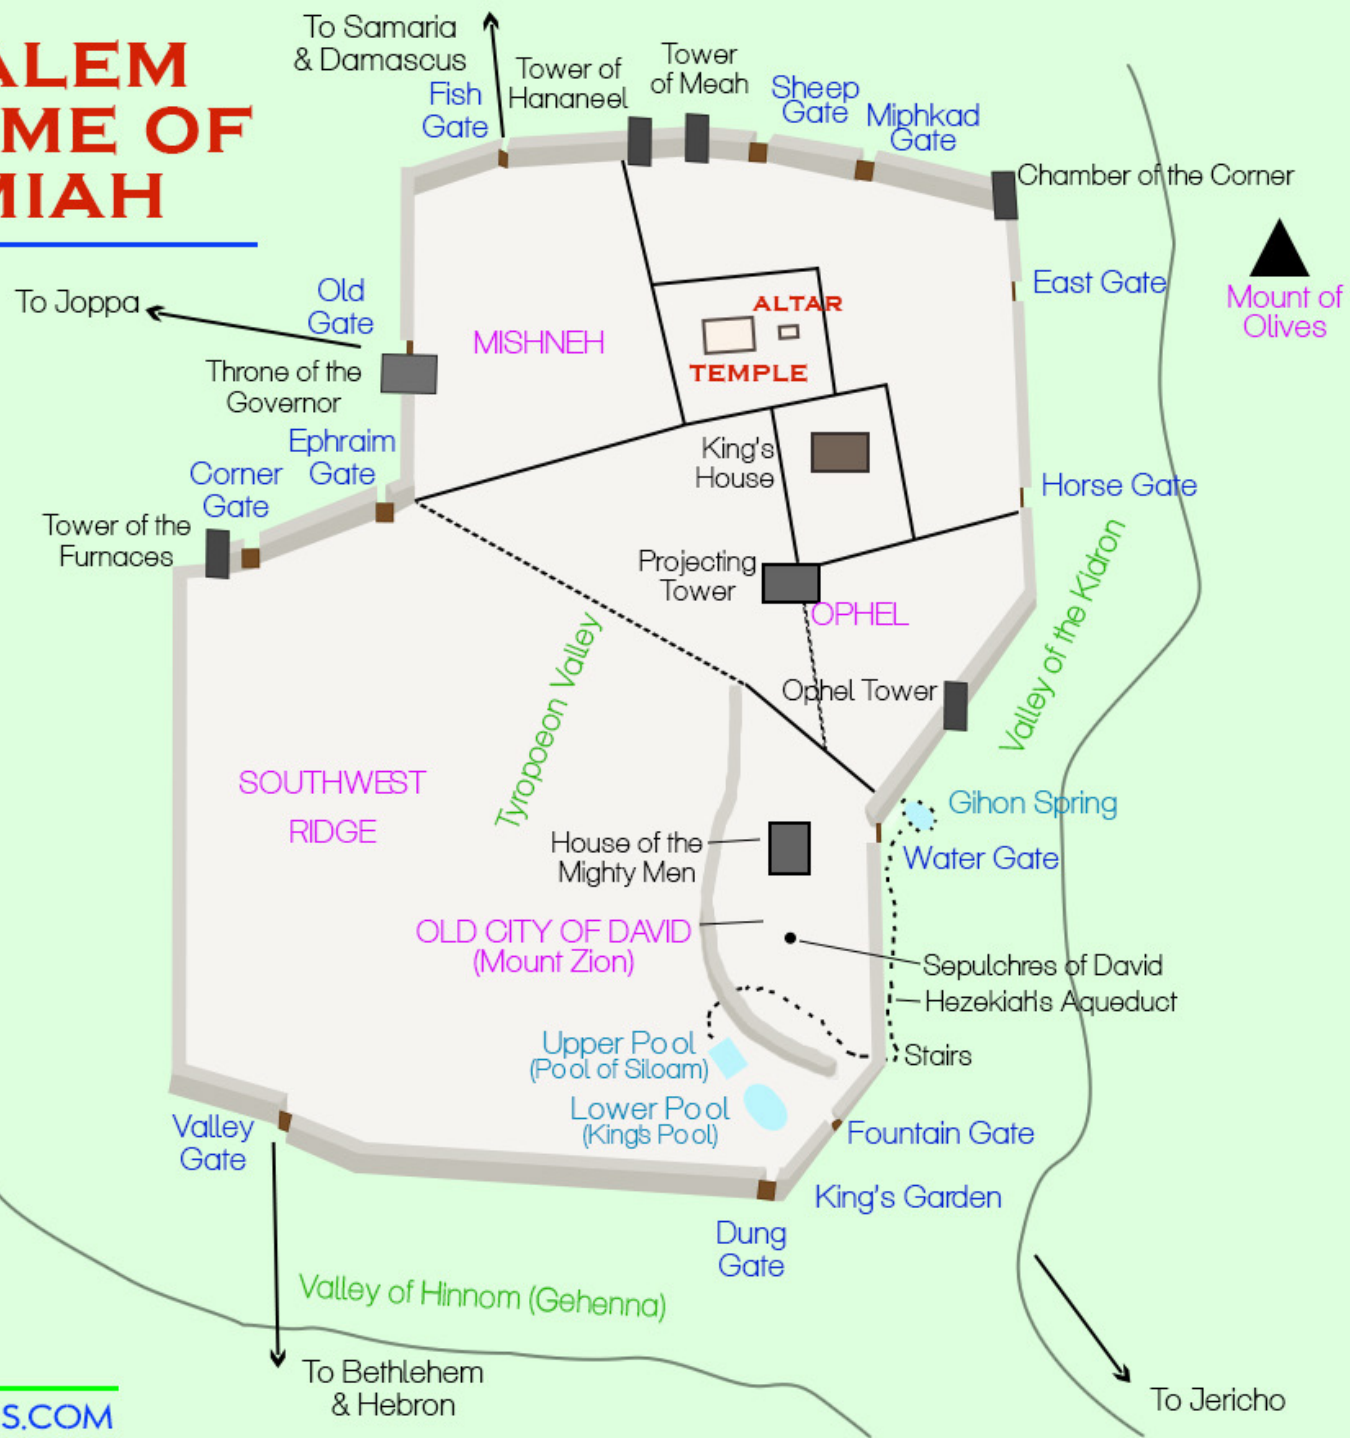 ALEM
ME OF
MIAH
To Samaria
& Damascus
Fish
Gate
Tower of
Hananeel
Tower
of Meah
Sheep
Gate
Miphkad
Gate
Chamber of the Corner
To Joppa
Old
Gate
MISHNEH
ALTAR
TEMPLE
East Gate
Mount of
Olives
Throne of the
Governor
Ephraim
Gate
Corner
Gate
Tower of the
Furnaces
King's
House
Horse Gate
Projecting
Tower
OPHEL
Valley of the Kidron
Tyropoeon Valley
Ophel Tower
SOUTHWEST
RIDGE
Gihon Spring
Water Gate
House of the
Mighty Men
OLD CITY OF DAVID
(Mount Zion)
Sepulchres of David
Hezekiah's Aqueduct
Stairs
Upper Pool
(Pool of Siloam)
Lower Pool
(King's Pool)
Valley
Gate
Fountain Gate
King's Garden
Dung
Gate
Valley of Hinnom (Gehenna)
To Bethlehem
& Hebron
To Jericho
S.COM